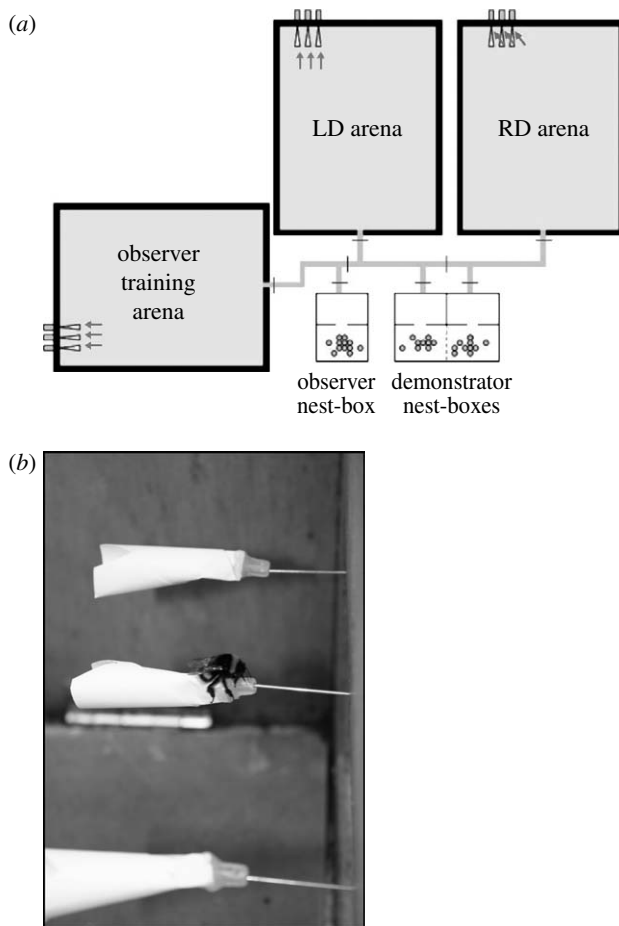 (a)
LD arena
RD arena
observer
training
arena
observer
nest-box
demonstrator
nest-boxes
(b)